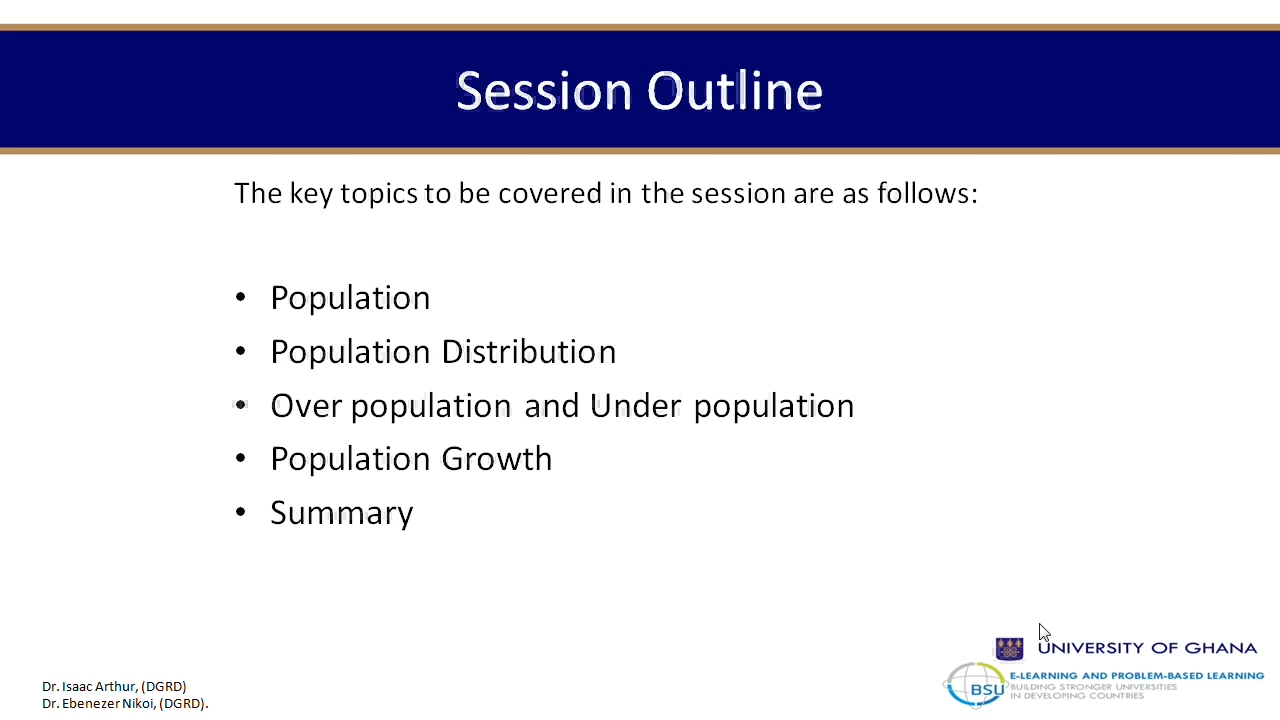 Session Outline
The key topics to be covered in the session are as follows:
• Population
• Population Distribution
• Over population and Under population
• Population Growth
• Summary
Dr. Isaac Arthur, (DGRD)
Dr. Ebenezer Nikoi, (DGRD).
UNIVERSITY OF GHANA
BSU
E-LEARNING AND PROBLEM-BASED LEARNING
BUILDING STRONGER UNIVERSITIES
IN DEVELOPING COUNTRIES